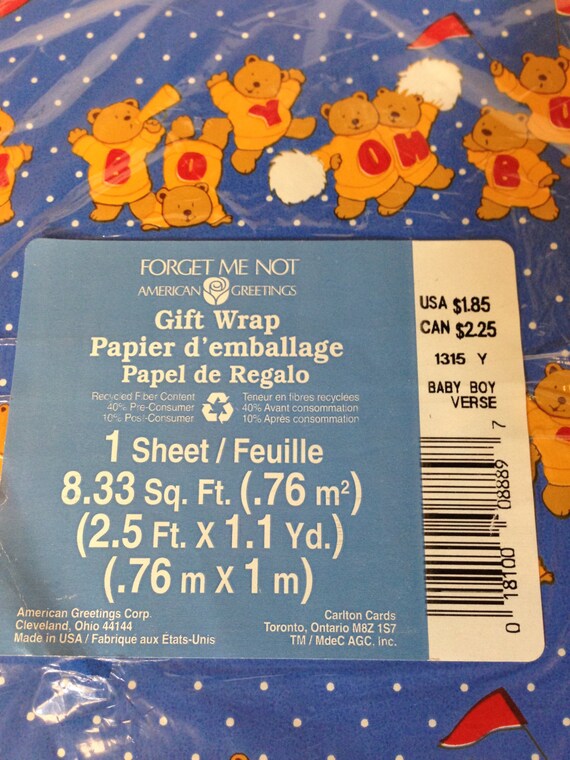 B O Y
O M B
FORGET ME NOT
AMERICAN GREETINGS
Gift Wrap
Papier d'emballage
Papel de Regalo
Recycled Fiber Content
40% Pre-Consumer
10% Post-Consumer
Teneur en fibres recyclées
40% Avant consommation
10% Après consommation
1 Sheet / Feuille
8.33 Sq. Ft. (.76 m²)
(2.5 Ft. X 1.1 Yd.)
(.76 m X 1 m)
American Greetings Corp.
Cleveland, Ohio 44144
Made in USA / Fabriqué aux États-Unis
Carlton Cards
Toronto, Ontario M8Z 1S7
TM / MdeC AGC. inc.
USA $1.85
CAN $2.25
1315 Y
BABY BOY
VERSE
0 18100 08889 7